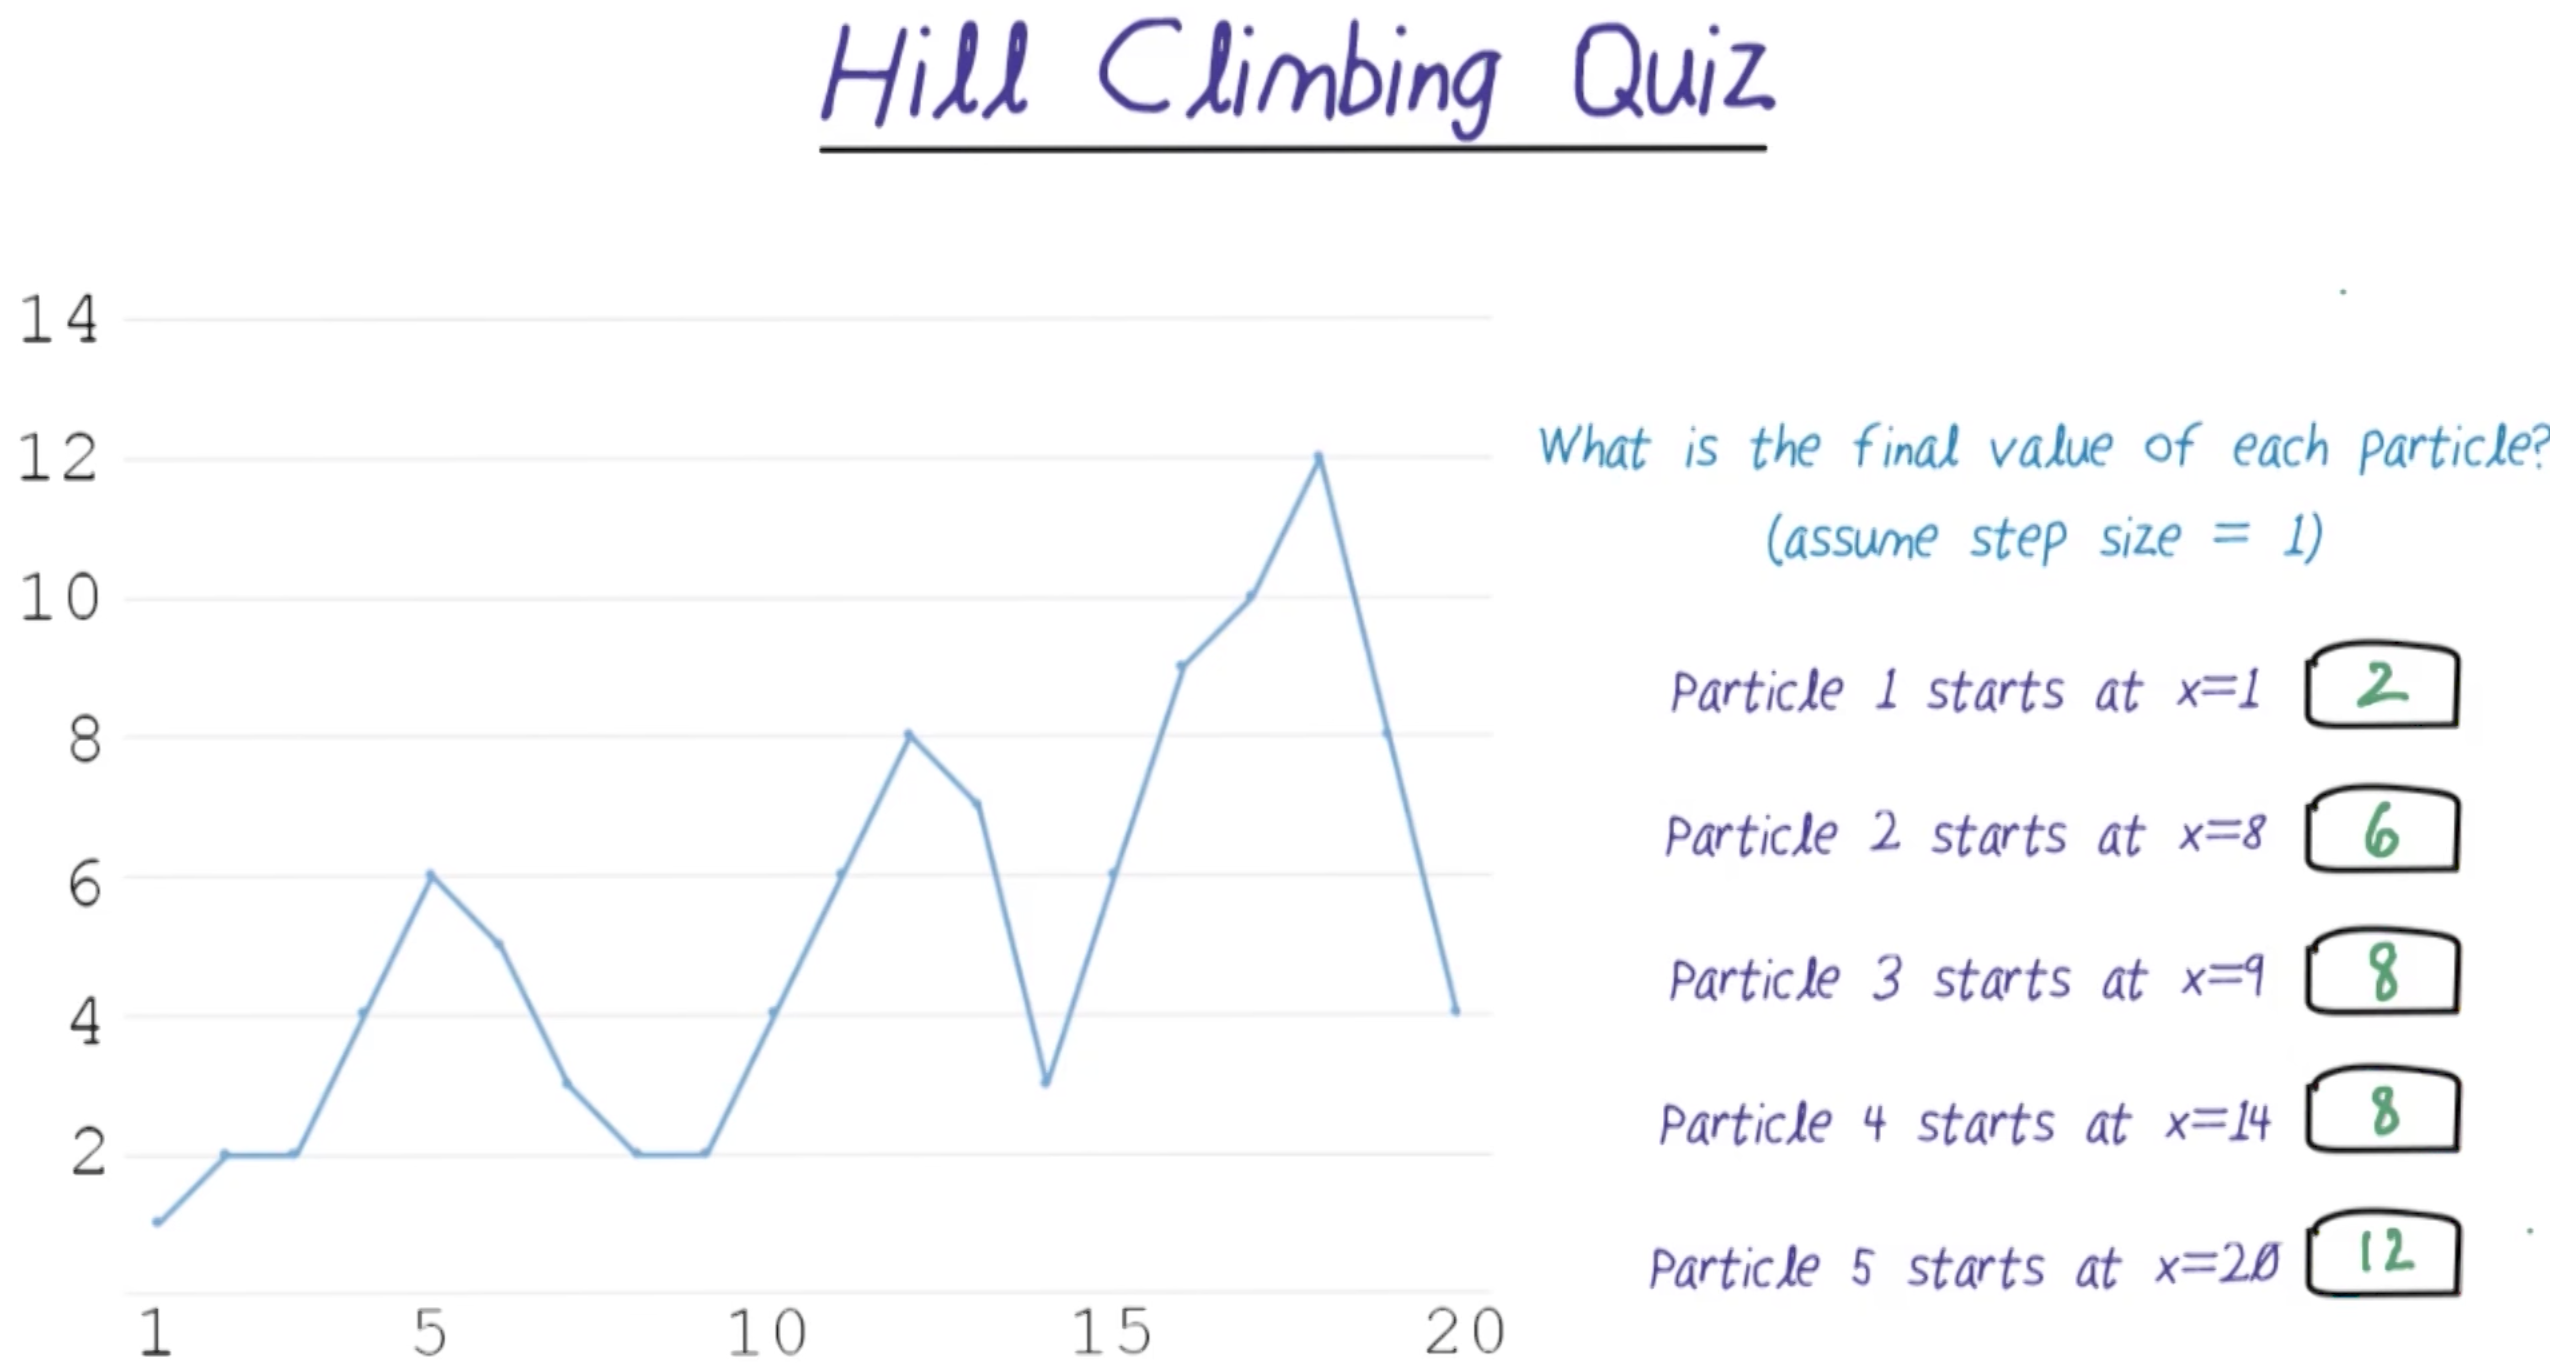 Hill Climbing Quiz
14
12
10
8
6
4
2
1 5 10 15 20
What is the final value of each particle?
(assume step size = 1)
Particle 1 starts at x=1 2
Particle 2 starts at x=8 6
Particle 3 starts at x=9 8
Particle 4 starts at x=14 8
Particle 5 starts at x=20 12